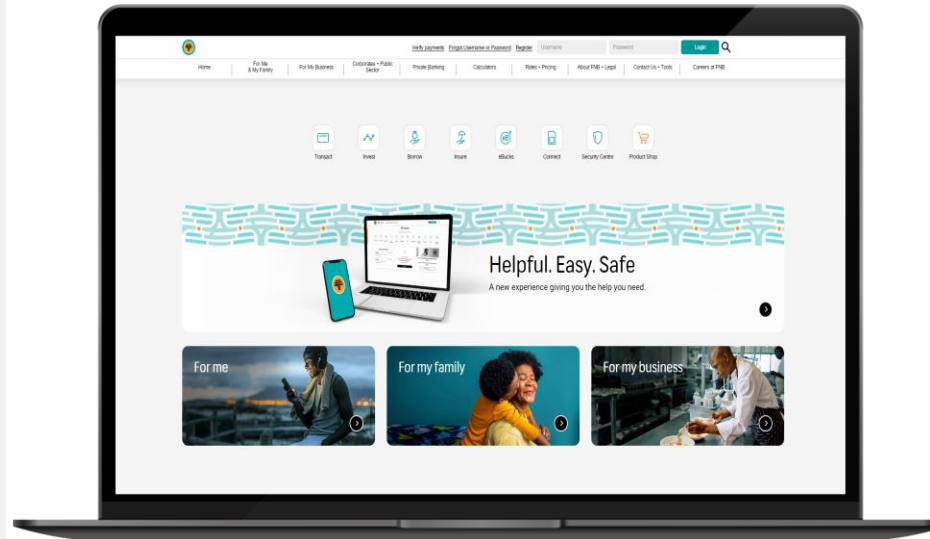 Verify payments Forgot Username or Password Register Username Password Login
Home
For Me
& My Family
For My Business
Corporates + Public
Sector
Private Banking
Calculators
Rates + Pricing
About FNB + Legal
Contact Us + Tools
Careers at FNB
Transact
Invest
Borrow
Insure
eBucks
Connect
Security Centre
Product Shop
Helpful. Easy. Safe
A new experience giving you the help you need.
For me
For my family
For my business